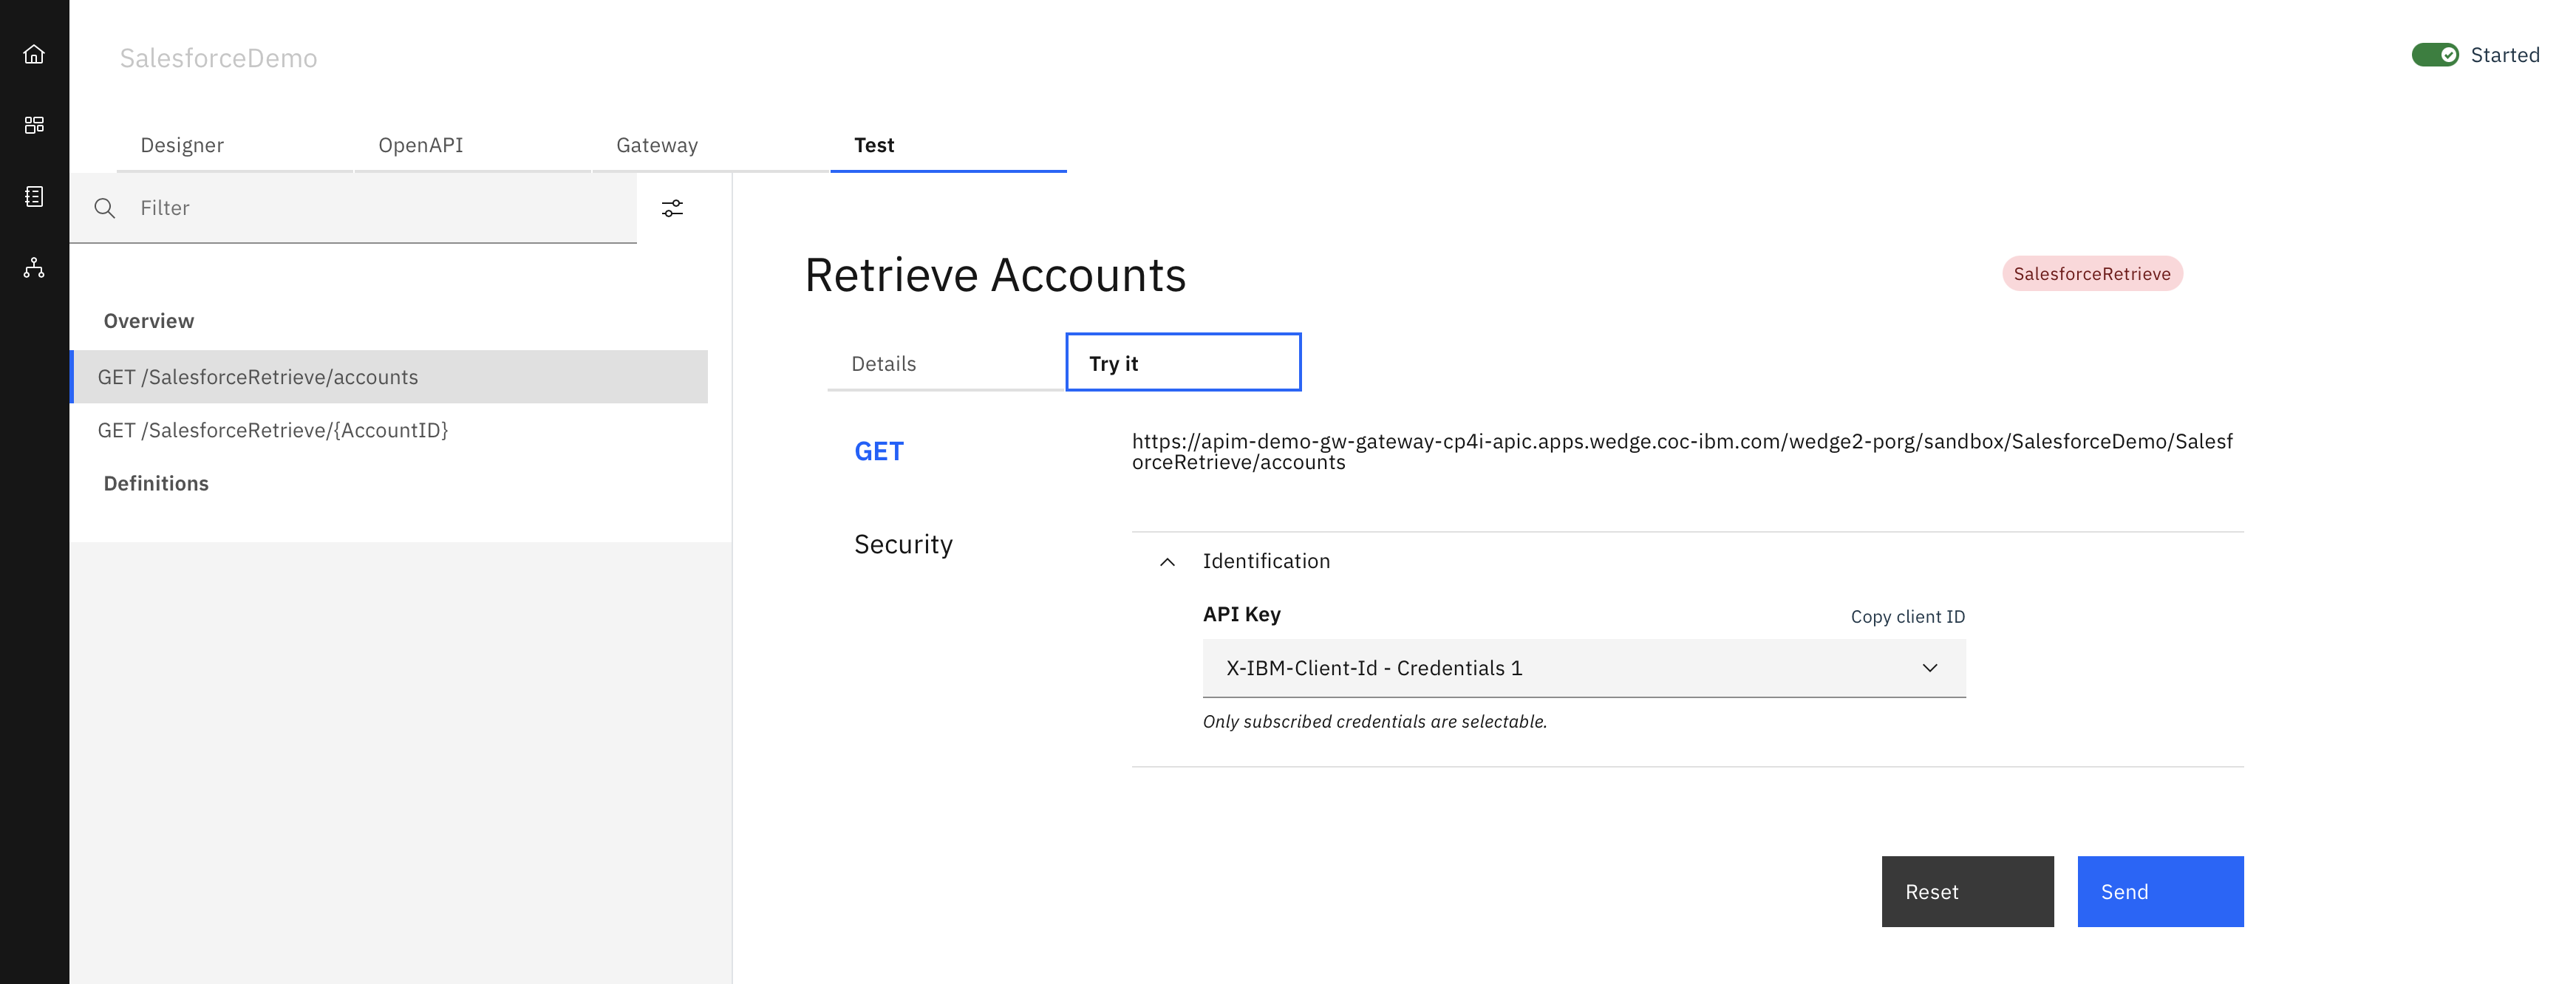 SalesforceDemo
Started
Designer
OpenAPI
Gateway
Test
Filter
Overview
GET /SalesforceRetrieve/accounts
GET /SalesforceRetrieve/{AccountID}
Definitions
Retrieve Accounts
SalesforceRetrieve
Details
Try it
GET
https://apim-demo-gw-gateway-cp4i-apic.apps.wedge.coc-ibm.com/wedge2-porg/sandbox/SalesforceDemo/Salesf
orceRetrieve/accounts
Security
Identification
API Key
Copy client ID
X-IBM-Client-Id - Credentials 1
Only subscribed credentials are selectable.
Reset
Send